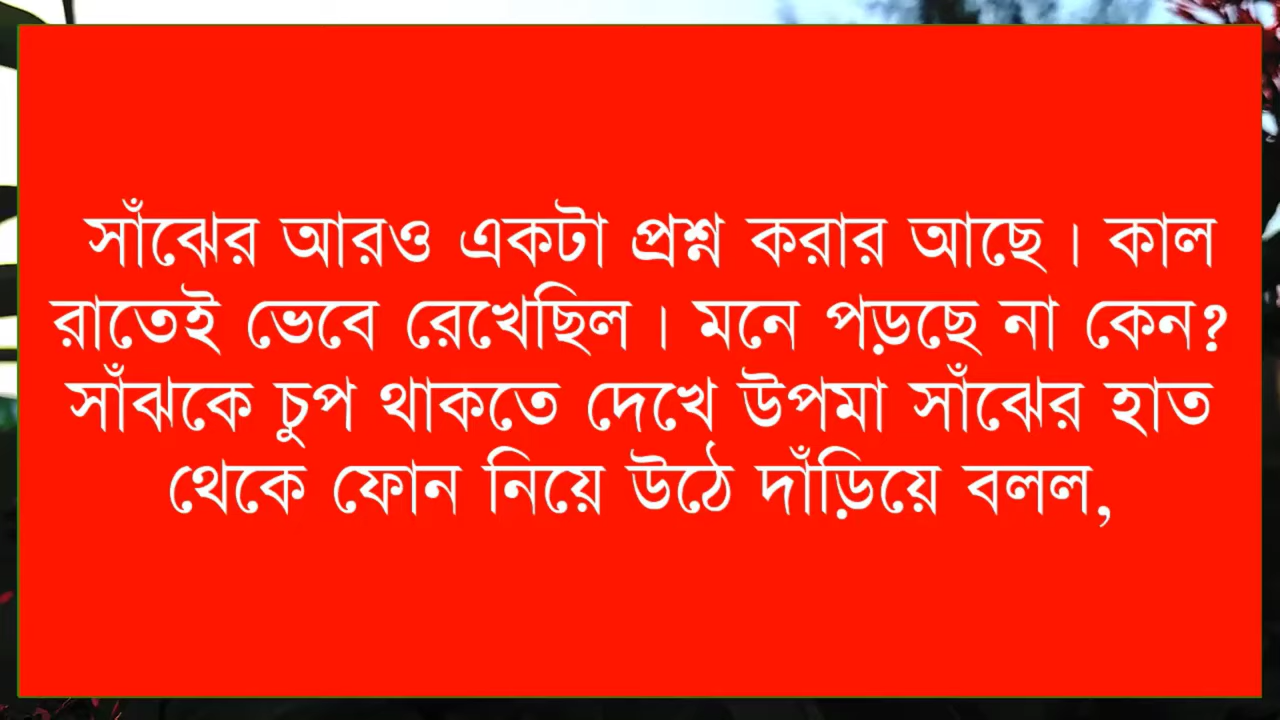 সাঁঝের আরও একটা প্রশ্ন করার আছে। কাল
রাতেই ভেবে রেখেছিল। মনে পড়ছে না কেন?
সাঁঝকে চুপ থাকতে দেখে উপমা সাঁঝের হাত
থেকে ফোন নিয়ে উঠে দাঁড়িয়ে বলল,